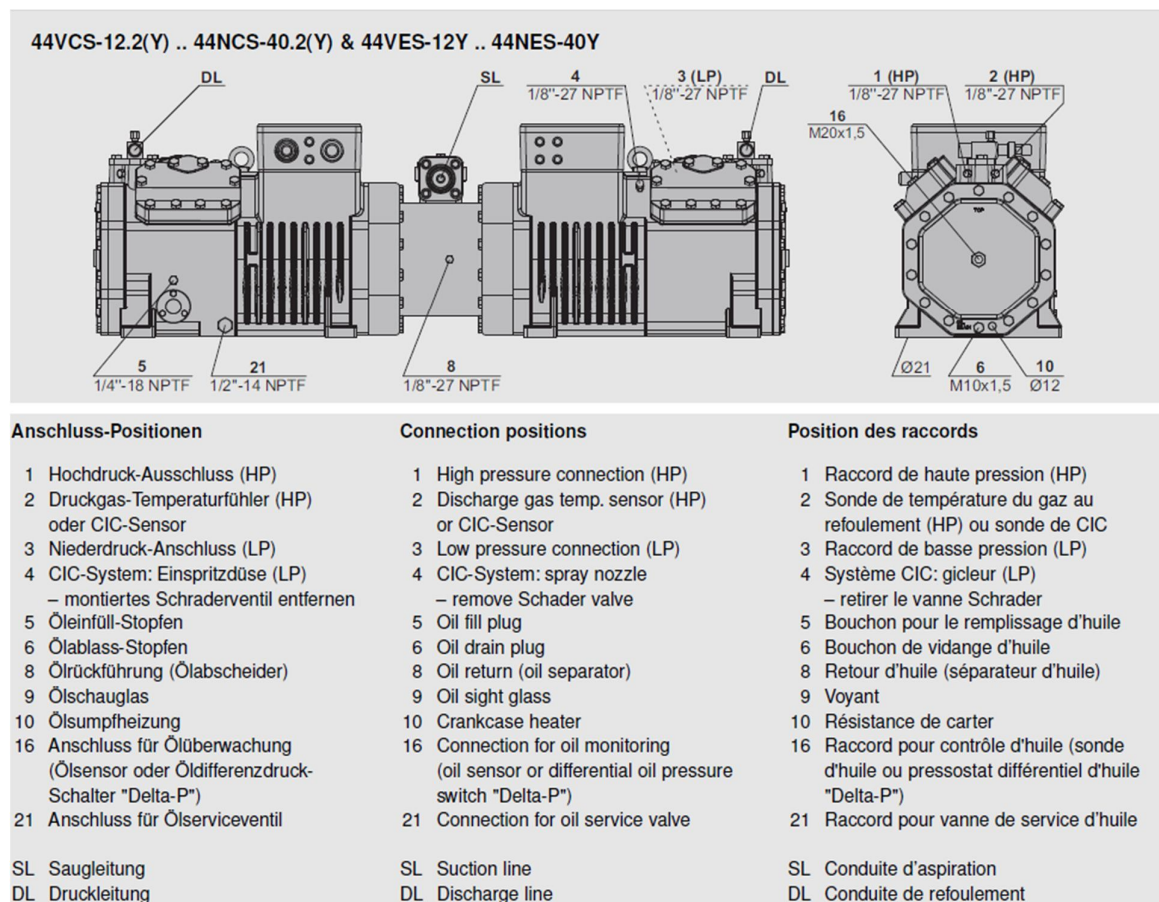 44VCS-12.2(Y) .. 44NCS-40.2(Y) & 44VES-12Y .. 44NES-40Y
DL
SL
4
1/8"-27 NPTF
3 (LP)
1/8"-27 NPTF
DL
1 (HP)
1/8"-27 NPTF
2 (HP)
1/8"-27 NPTF
16
M20x1,5
5
1/4"-18 NPTF
21
1/2"-14 NPTF
8
1/8"-27 NPTF
Ø21
6
M10x1,5
10
Ø12
Anschluss-Positionen
1 Hochdruck-Ausschluss (HP)
2 Druckgas-Temperaturfühler (HP)
oder CIC-Sensor
3 Niederdruck-Anschluss (LP)
4 CIC-System: Einspritzdüse (LP)
– montiertes Schraderventil entfernen
5 Öleinfüll-Stopfen
6 Ölablass-Stopfen
8 Ölrückführung (Ölabscheider)
9 Ölschauglas
10 Ölsumpfheizung
16 Anschluss für Ölüberwachung
(Ölsensor oder Öldifferenzdruck-
Schalter "Delta-P")
21 Anschluss für Ölserviceventil
SL Saugleitung
DL Druckleitung
Connection positions
1 High pressure connection (HP)
2 Discharge gas temp. sensor (HP)
or CIC-Sensor
3 Low pressure connection (LP)
4 CIC-System: spray nozzle
– remove Schader valve
5 Oil fill plug
6 Oil drain plug
8 Oil return (oil separator)
9 Oil sight glass
10 Crankcase heater
16 Connection for oil monitoring
(oil sensor or differential oil pressure
switch "Delta-P")
21 Connection for oil service valve
SL Suction line
DL Discharge line
Position des raccords
1 Raccord de haute pression (HP)
2 Sonde de température du gaz au
refoulement (HP) ou sonde de CIC
3 Raccord de basse pression (LP)
4 Système CIC: gicleur (LP)
– retirer le vanne Schrader
5 Bouchon pour le remplissage d'huile
6 Bouchon de vidange d'huile
8 Retour d'huile (séparateur d'huile)
9 Voyant
10 Résistance de carter
16 Raccord pour contrôle d'huile (sonde
d'huile ou pressostat différentiel d'huile
"Delta-P")
21 Raccord pour vanne de service d'huile
SL Conduite d'aspiration
DL Conduite de refoulement